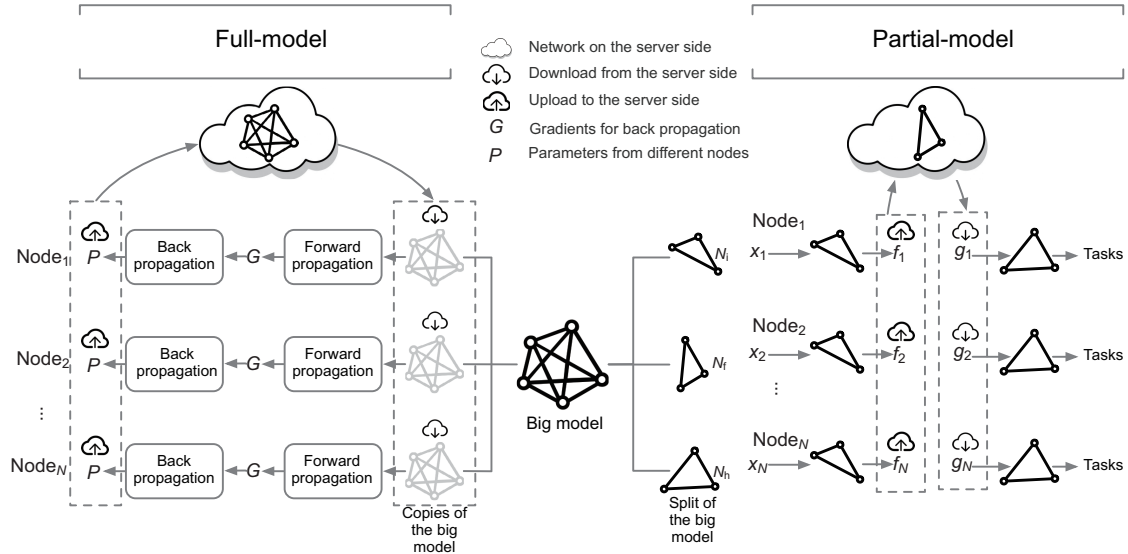 Full-model
Network on the server side
Download from the server side
Upload to the server side
G Gradients for back propagation
P Parameters from different nodes
Partial-model
Node1 P Back propagation G Forward propagation
Node2 P Back propagation G Forward propagation
...
NodeN P Back propagation G Forward propagation
Copies of
the big
model
Big model
Ni
Nf
Nh
Split of
the big
model
Node1
x1 f1 g1 Tasks
Node2
x2 f2 g2 Tasks
...
NodeN
xN fN gN Tasks